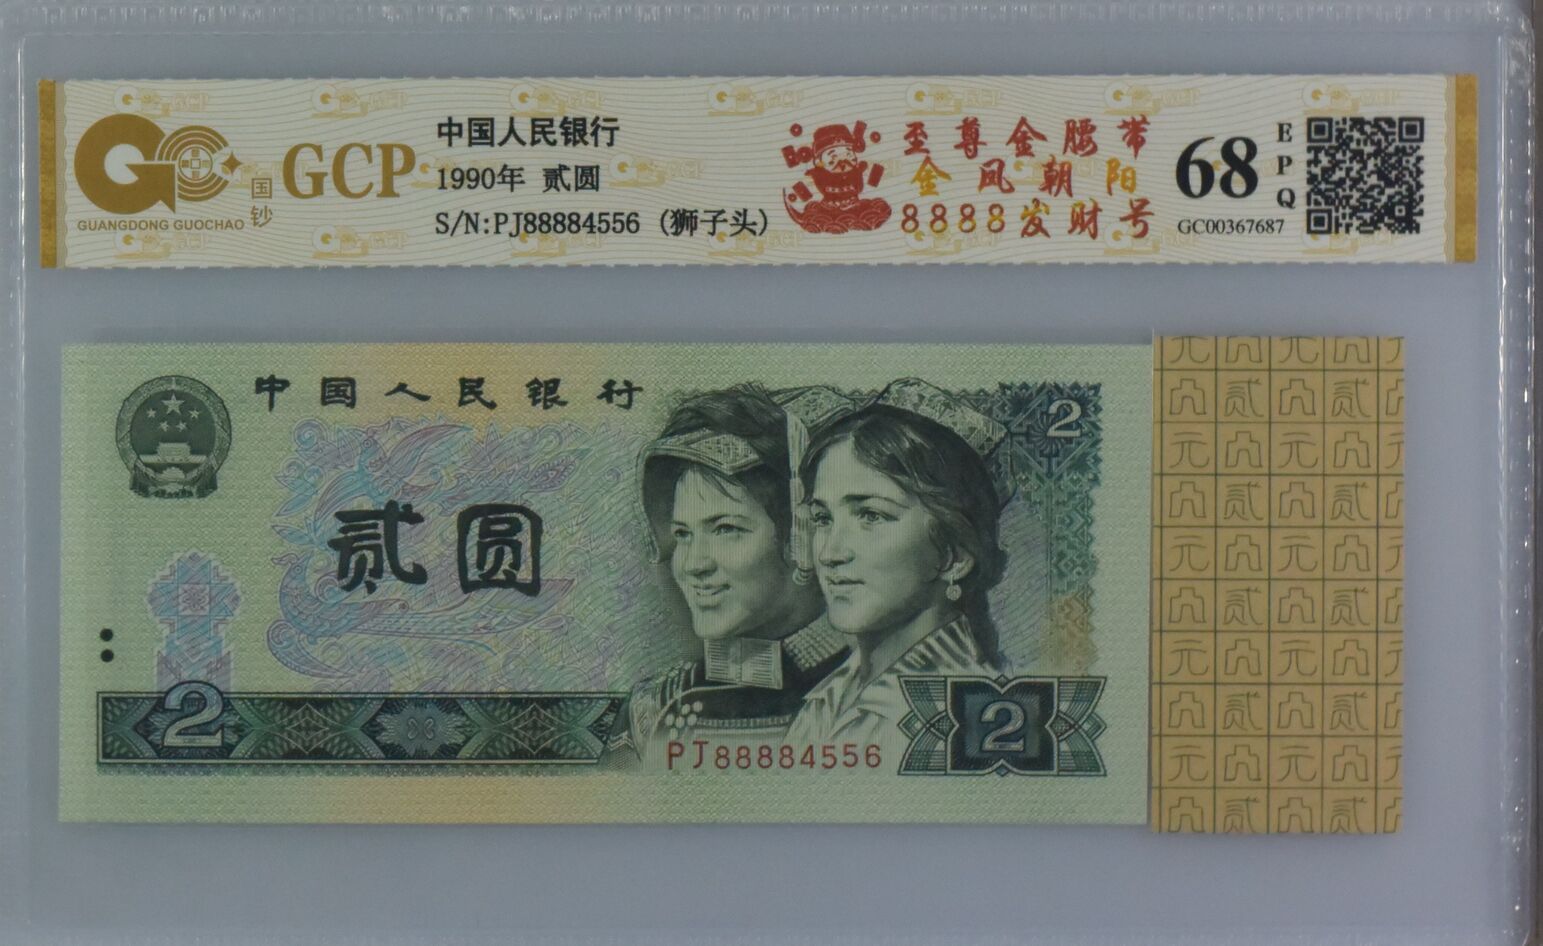 GCP
国钞
GUANGDONG GUOCHAO
中国人民银行
1990年 贰圆
S/N:PJ88884556 (狮子头)
至尊金腰带
金凤朝阳
8888发财号
68
EPQ
GC00367687
中国人民银行
2
贰圆
2
PJ88884556
2